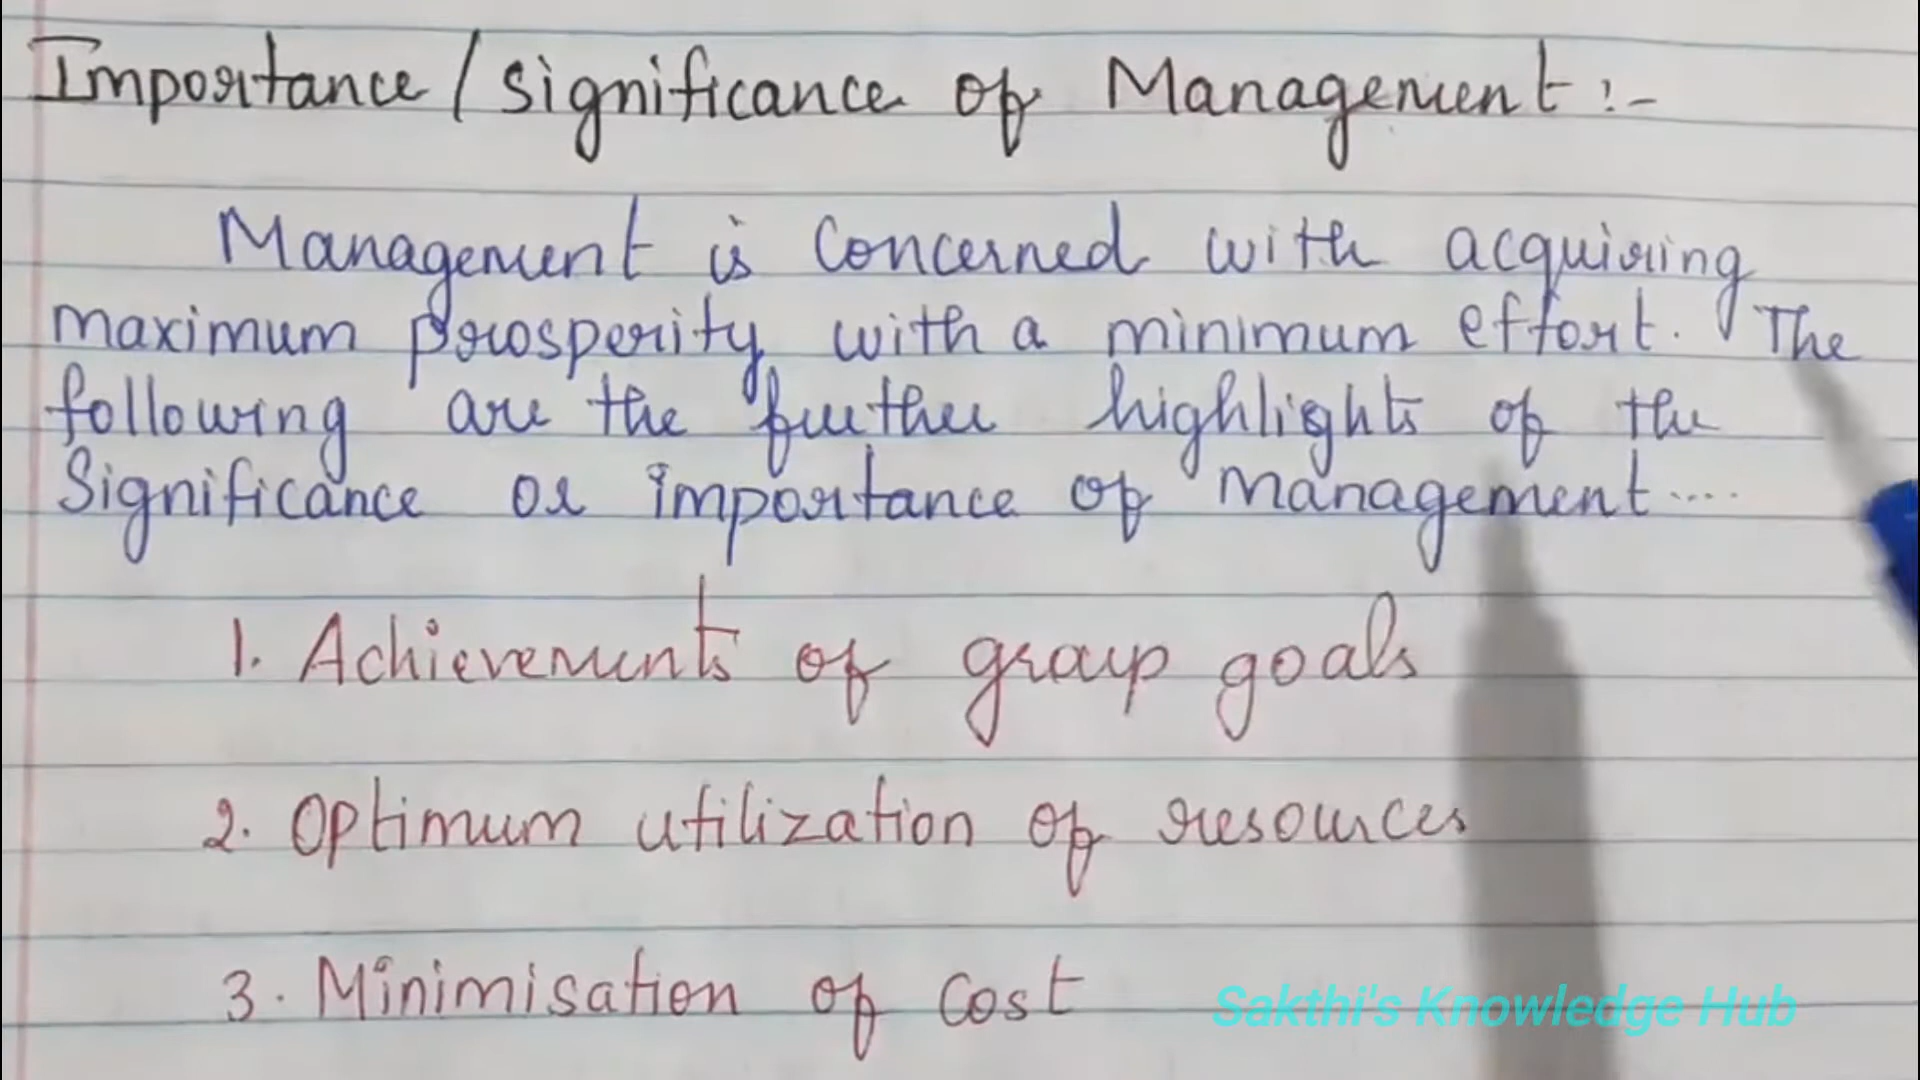 Importance/Significance of Management :-
Management is concerned with acquiring
maximum prosperity with a minimum effort. The
following are the further highlights of the
Significance or importance of management....
1. Achievements of group goals
2. Optimum utilization of resources
3. Minimisation of Cost
Sakthi's Knowledge Hub